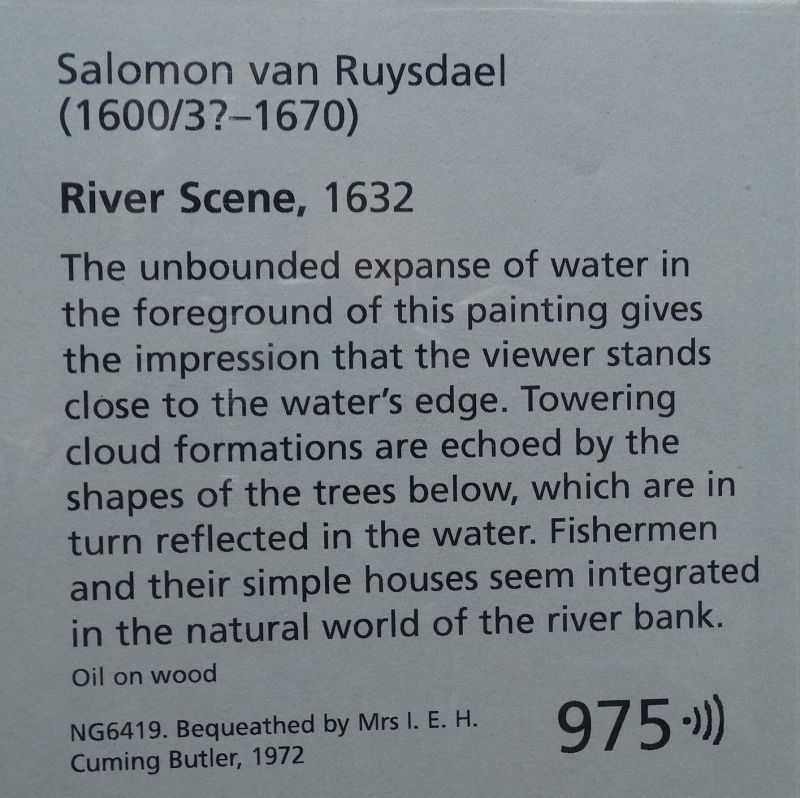 Salomon van Ruysdael
(1600/3?–1670)
River Scene, 1632
The unbounded expanse of water in
the foreground of this painting gives
the impression that the viewer stands
close to the water's edge. Towering
cloud formations are echoed by the
shapes of the trees below, which are in
turn reflected in the water. Fishermen
and their simple houses seem integrated
in the natural world of the river bank.
Oil on wood
NG6419. Bequeathed by Mrs I. E. H.
Cuming Butler, 1972
975